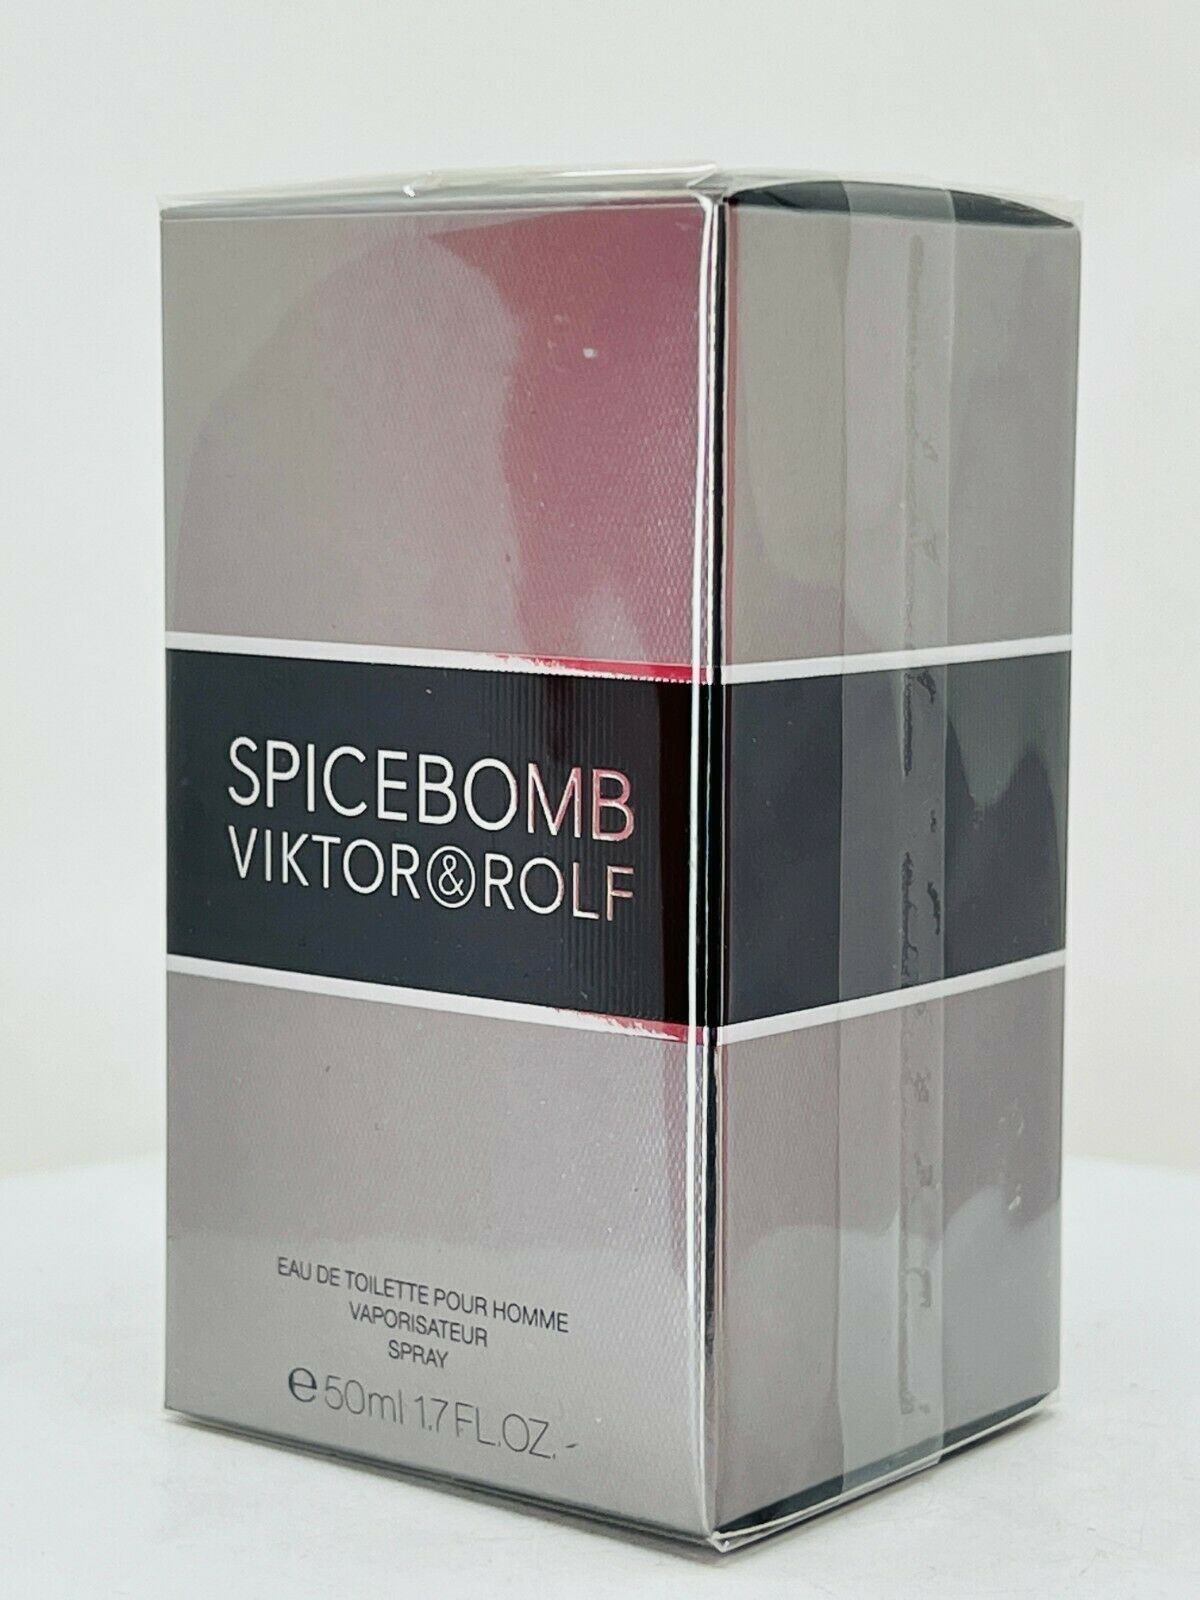 SPICEBOMB
VIKTOR&ROLF
EAU DE TOILETTE POUR HOMME
VAPORISATEUR
SPRAY
℮50ml 1.7 FL.OZ.